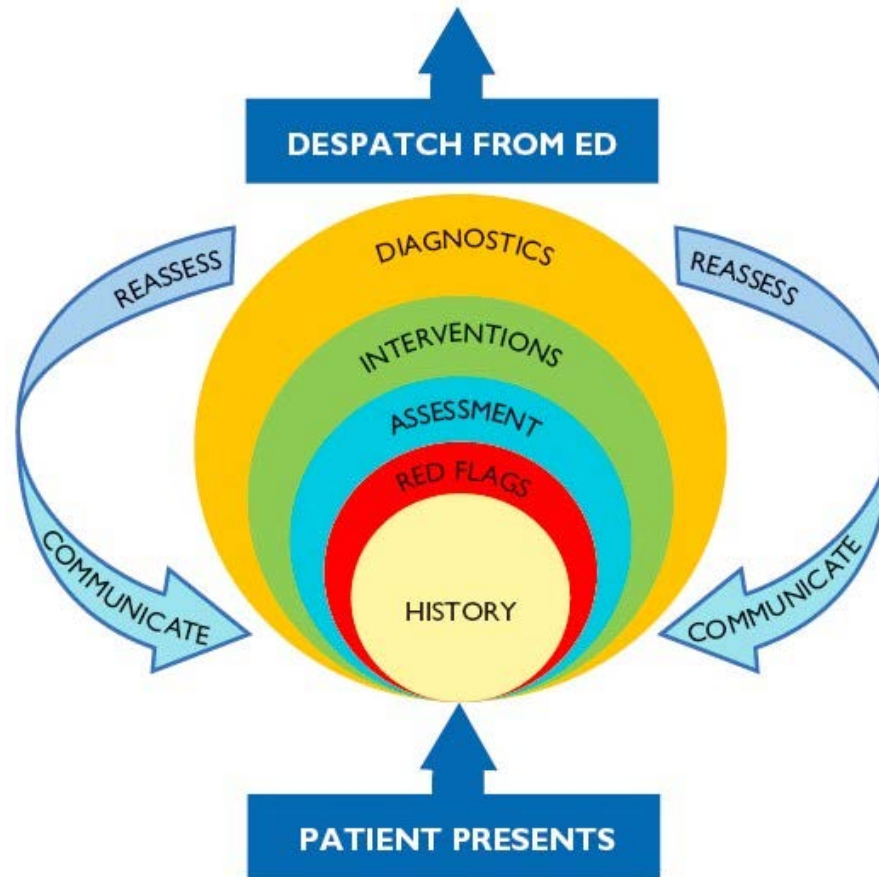 DESPATCH FROM ED
DIAGNOSTICS
REASSESS
REASSESS
INTERVENTIONS
ASSESSMENT
RED FLAGS
COMMUNICATE
COMMUNICATE
HISTORY
PATIENT PRESENTS